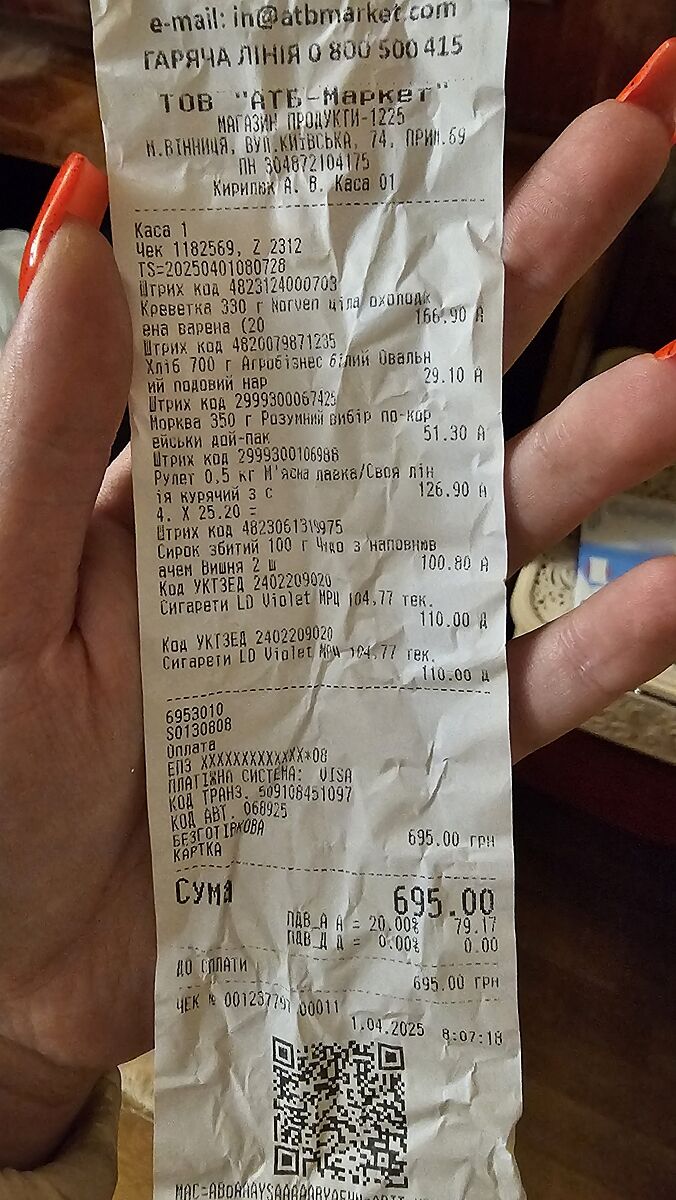 e-mail: in@atbmarket.com
ГАРЯЧА ЛІНІЯ 0 800 500 415
ТОВ "АТБ-Маркет"
МАГАЗИН ПРОДУКТИ-1225
М.ВІННИЦЯ, ВУЛ.КИЇВСЬКА, 74, ПРИМ.69
ПН 304872104175
Кирилюк А. В. Каса 01
Каса 1
Чек 1182569, Z 2312
TS=20250401080728
Штрих код 4823124000703
Креветка 330 г Norven ціла охолодж
ена варена (20 166.90 А
Штрих код 4820079871235
Хліб 700 г Агробізнес білий Овальн
ий подовий нар 29.10 А
Штрих код 2999300067425
Морква 350 г Розумний вибір по-кор
ейськи дой-пак 51.30 А
Штрих код 2999300106988
Рулет 0,5 кг М'ясна лавка/Своя лін
ія курячий з с 126.90 А
4. X 25.20 =
Штрих код 4823061319975
Сирок збитий 100 г Чудо з наповнюв
ачем Вишня 2 ш 100.80 А
Код УКТЗЕД 2402209020
Сигарети LD Violet МРЦ 104,77 тек.
110.00 Д
Код УКТЗЕД 2402209020
Сигарети LD Violet МРЦ 104,77 тек.
110.00 Д
6953010
S0130808
Оплата
ЕПЗ XXXXXXXXXXXXXX*08
ПЛАТІЖНА СИСТЕМА: VISA
КОД ТРАНЗ. 509108451097
КОД АВТ. 068925
БЕЗГОТІВКОВА
КАРТКА 695.00 грн
Сума 695.00
ПДВ_А А = 20.00% 79.17
ПДВ_Д Д = 0.00% 0.00
ДО СПЛАТИ 695.00 грн
ЧЕК № 00011
1.04.2025 8:07:18